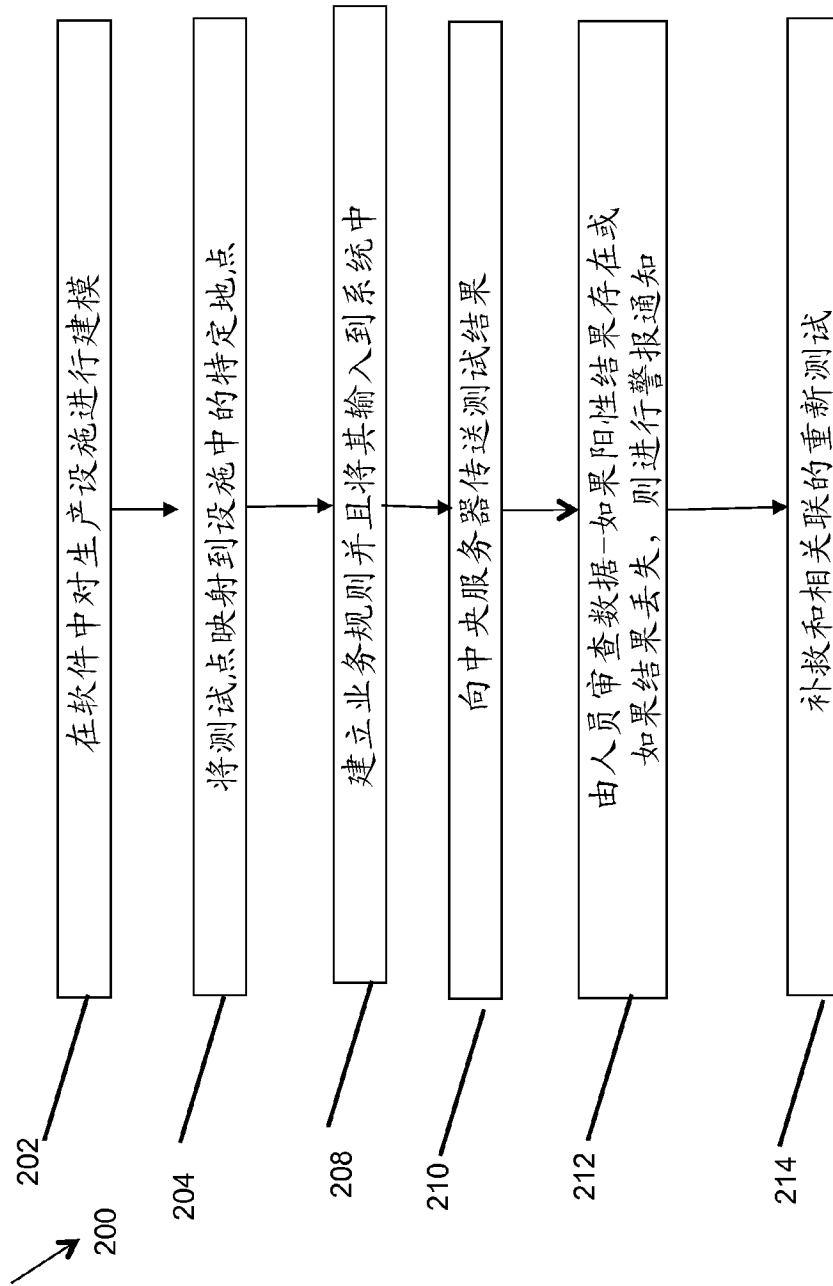 200
202
在软件中对生产设施进行建模
204
将测试点映射到设施中的特定地点
208
建立业务规则并且将其输入到系统中
210
向中央服务器传送测试结果
212
由人员审查数据–如果阳性结果存在或
如果结果丢失，则进行警报通知
214
补救和相关联的重新测试